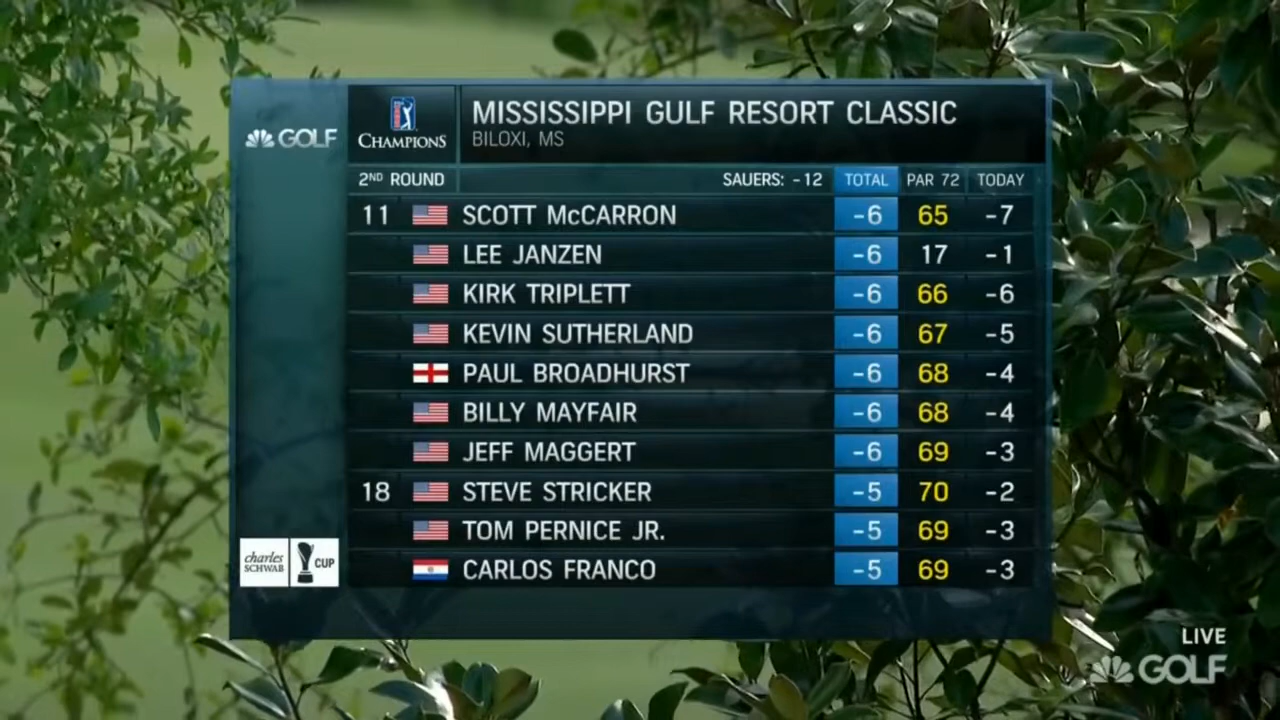 GOLF
CHAMPIONS
MISSISSIPPI GULF RESORT CLASSIC
BILOXI, MS
2ND ROUND SAUERS: -12 TOTAL PAR 72 TODAY
11 SCOTT McCARRON -6 65 -7
LEE JANZEN -6 17 -1
KIRK TRIPLETT -6 66 -6
KEVIN SUTHERLAND -6 67 -5
PAUL BROADHURST -6 68 -4
BILLY MAYFAIR -6 68 -4
JEFF MAGGERT -6 69 -3
18 STEVE STRICKER -5 70 -2
TOM PERNICE JR. -5 69 -3
CARLOS FRANCO -5 69 -3
charles
SCHWAB
CUP
LIVE
GOLF